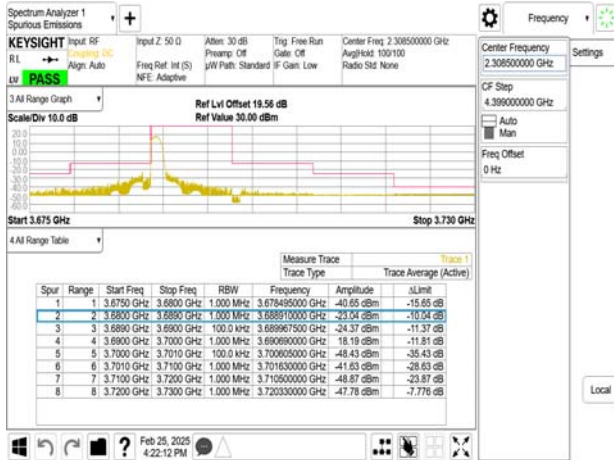 Spectrum Analyzer 1
Spurious Emissions
+
Frequency
KEYSIGHT Input: RF Input Z: 50 Ω Atten: 30 dB Trig: Free Run Center Freq: 2.308500000 GHz
RL Coupling: DC Preamp: Off Gate: Off Avg|Hold: 100/100
Align: Auto Freq Ref: Int (S) µW Path: Standard IF Gain: Low Radio Std: None
NFE: Adaptive
LV PASS
Center Frequency
2.308500000 GHz
Settings
CF Step
4.399000000 GHz
Auto
Man
Freq Offset
0 Hz
3 All Range Graph
Ref Lvl Offset 19.56 dB
Scale/Div 10.0 dB Ref Value 30.00 dBm
20.0
10.0
0.00
-10.0
-20.0
-30.0
-40.0
-50.0
-60.0
Start 3.675 GHz Stop 3.730 GHz
4 All Range Table
Measure Trace Trace 1
Trace Type Trace Average (Active)
Spur Range Start Freq Stop Freq RBW Frequency Amplitude ΔLimit
1 1 3.6750 GHz 3.6800 GHz 1.000 MHz 3.678495000 GHz -40.65 dBm -15.65 dB
2 2 3.6800 GHz 3.6890 GHz 1.000 MHz 3.688910000 GHz -23.04 dBm -10.04 dB
3 3 3.6890 GHz 3.6900 GHz 100.0 kHz 3.689967500 GHz -24.37 dBm -11.37 dB
4 4 3.6900 GHz 3.7000 GHz 1.000 MHz 3.690690000 GHz 18.19 dBm -11.81 dB
5 5 3.7000 GHz 3.7010 GHz 100.0 kHz 3.700605000 GHz -48.43 dBm -35.43 dB
6 6 3.7010 GHz 3.7100 GHz 1.000 MHz 3.701630000 GHz -41.63 dBm -28.63 dB
7 7 3.7100 GHz 3.7200 GHz 1.000 MHz 3.710500000 GHz -48.87 dBm -23.87 dB
8 8 3.7200 GHz 3.7300 GHz 1.000 MHz 3.720330000 GHz -47.78 dBm -7.776 dB
Local
?
Feb 25, 2025
4:22:12 PM